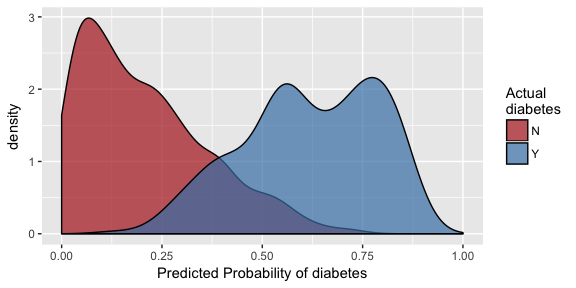 3
2
1
0
density
0.00 0.25 0.50 0.75 1.00
Predicted Probability of diabetes
Actual
diabetes
N
Y